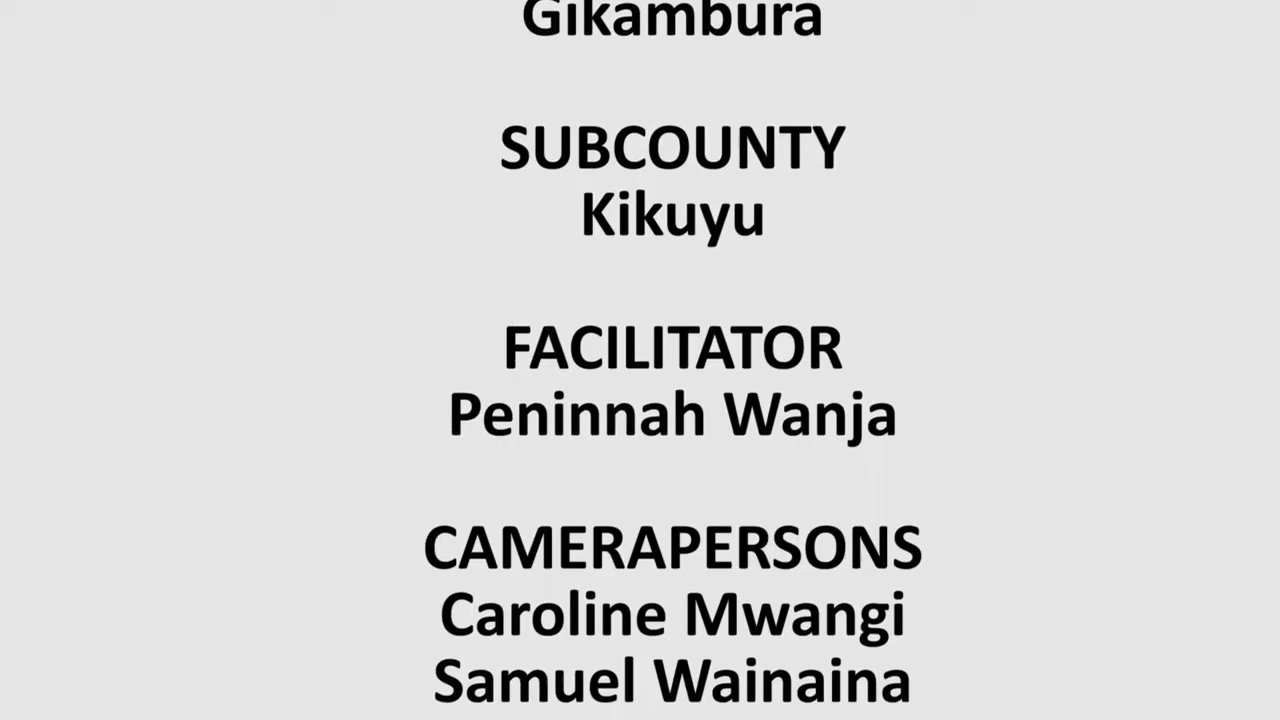 Gikambura
SUBCOUNTY
Kikuyu
FACILITATOR
Peninnah Wanja
CAMERAPERSONS
Caroline Mwangi
Samuel Wainaina